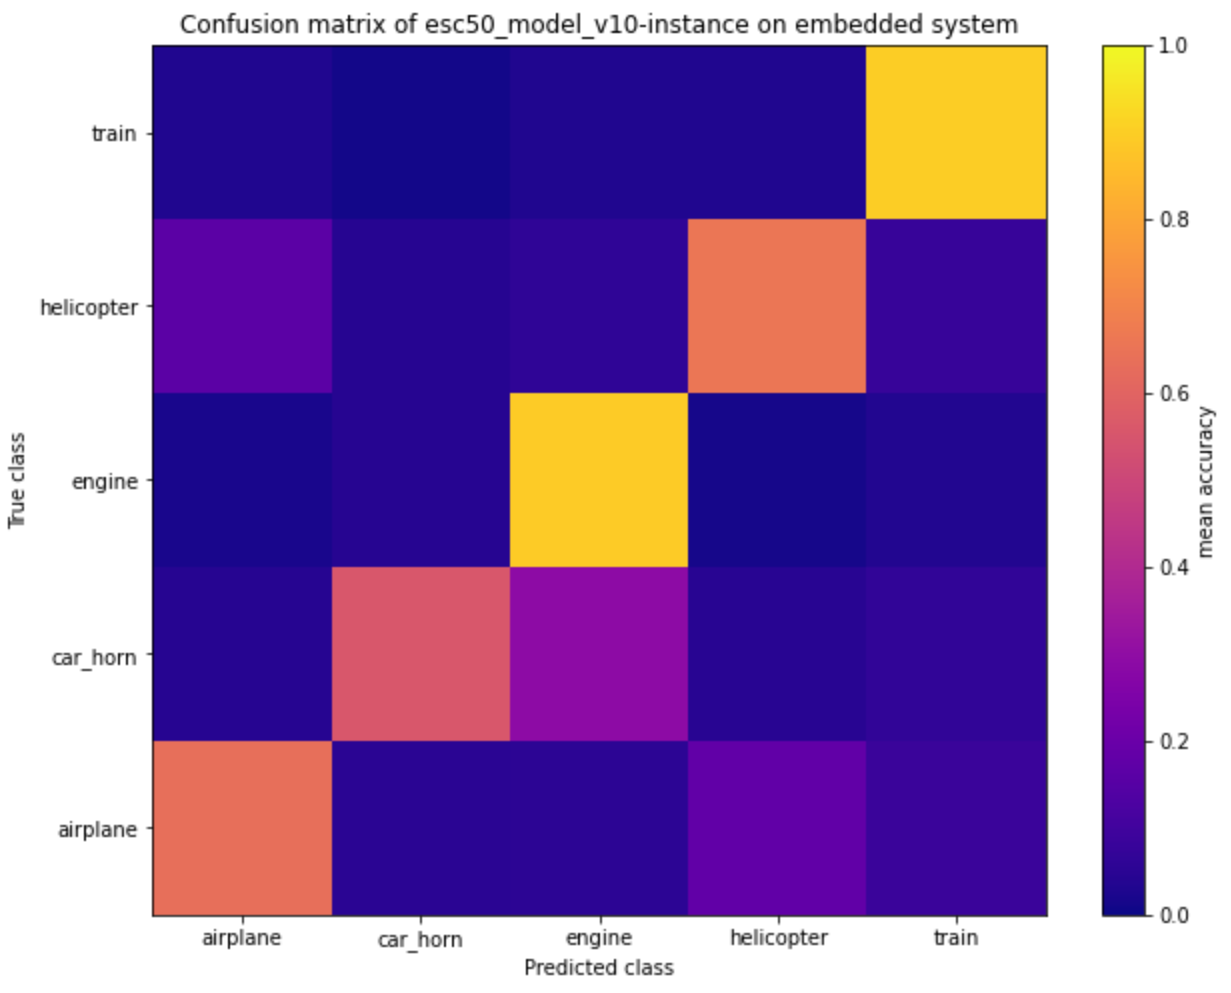 Confusion matrix of esc50_model_v10-instance on embedded system
train
helicopter
engine
car_horn
airplane
True class
airplane car_horn engine helicopter train
Predicted class
1.0
0.8
0.6
0.4
0.2
0.0
mean accuracy